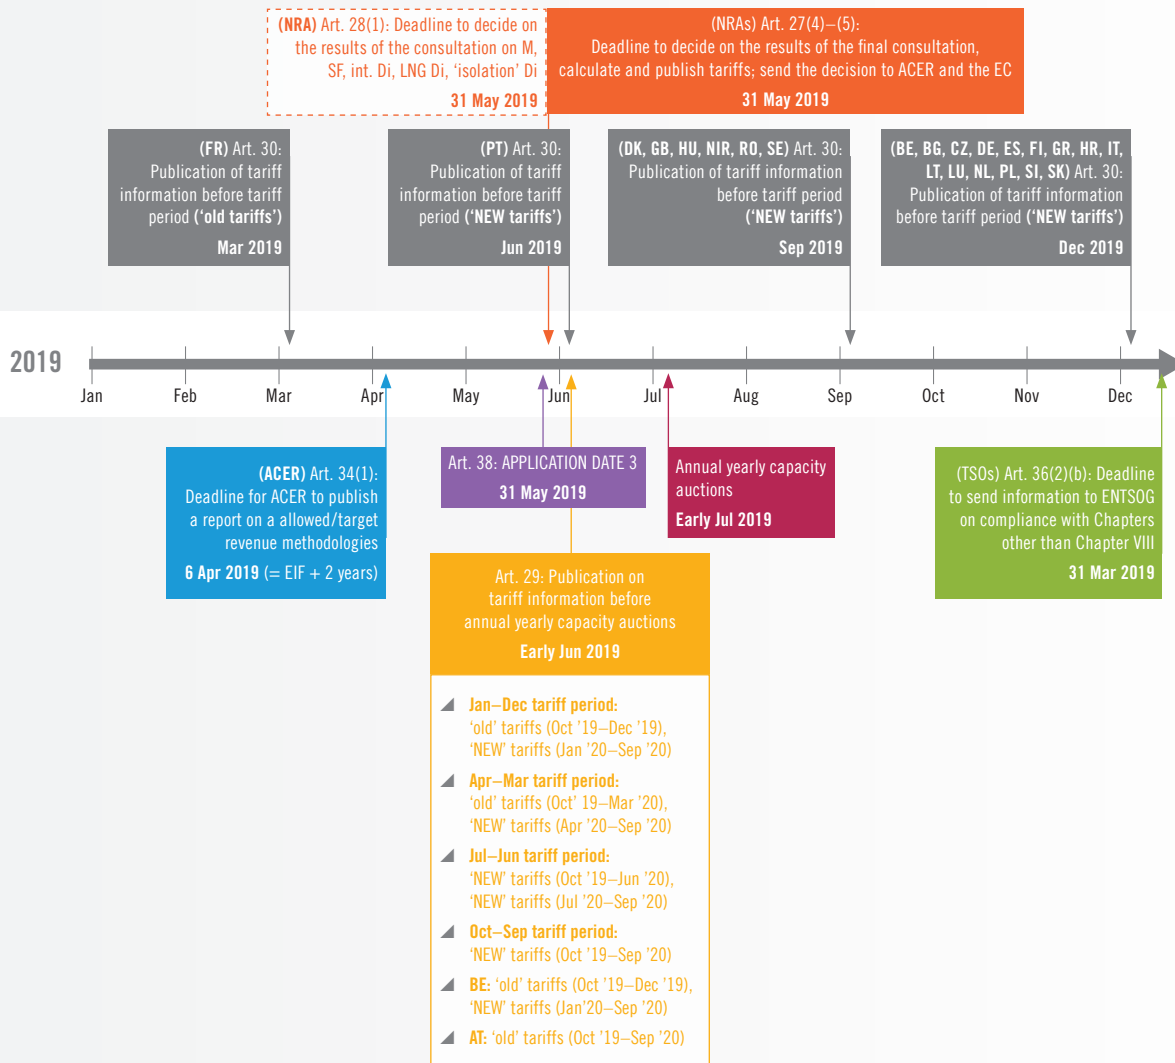 (NRA) Art. 28(1): Deadline to decide on
the results of the consultation on M,
SF, int. Di, LNG Di, ‘isolation’ Di
31 May 2019
(NRAs) Art. 27(4)–(5):
Deadline to decide on the results of the final consultation,
calculate and publish tariffs; send the decision to ACER and the EC
31 May 2019
(FR) Art. 30:
Publication of tariff
information before tariff
period (‘old tariffs’)
Mar 2019
(PT) Art. 30:
Publication of tariff
information before tariff
period (‘NEW tariffs’)
Jun 2019
(DK, GB, HU, NIR, RO, SE) Art. 30:
Publication of tariff information
before tariff period
(‘NEW tariffs’)
Sep 2019
(BE, BG, CZ, DE, ES, FI, GR, HR, IT,
LT, LU, NL, PL, SI, SK) Art. 30:
Publication of tariff information
before tariff period (‘NEW tariffs’)
Dec 2019
2019
Jan Feb Mar Apr May Jun Jul Aug Sep Oct Nov Dec
(ACER) Art. 34(1):
Deadline for ACER to publish
a report on a allowed/target
revenue methodologies
6 Apr 2019 (= EIF + 2 years)
Art. 38: APPLICATION DATE 3
31 May 2019
Annual yearly capacity
auctions
Early Jul 2019
(TSOs) Art. 36(2)(b): Deadline
to send information to ENTSOG
on compliance with Chapters
other than Chapter VIII
31 Mar 2019
Art. 29: Publication on
tariff information before
annual yearly capacity auctions
Early Jun 2019
Jan–Dec tariff period:
‘old’ tariffs (Oct ’19–Dec ’19),
‘NEW’ tariffs (Jan ’20–Sep ’20)
Apr–Mar tariff period:
‘old’ tariffs (Oct’ 19–Mar ’20),
‘NEW’ tariffs (Apr ’20–Sep ’20)
Jul–Jun tariff period:
‘NEW’ tariffs (Oct ’19–Jun ’20),
‘NEW’ tariffs (Jul ’20–Sep ’20)
Oct–Sep tariff period:
‘NEW’ tariffs (Oct ’19–Sep ’20)
BE: ‘old’ tariffs (Oct ’19–Dec ’19),
‘NEW’ tariffs (Jan’20–Sep ’20)
AT: ‘old’ tariffs (Oct ’19–Sep ’20)